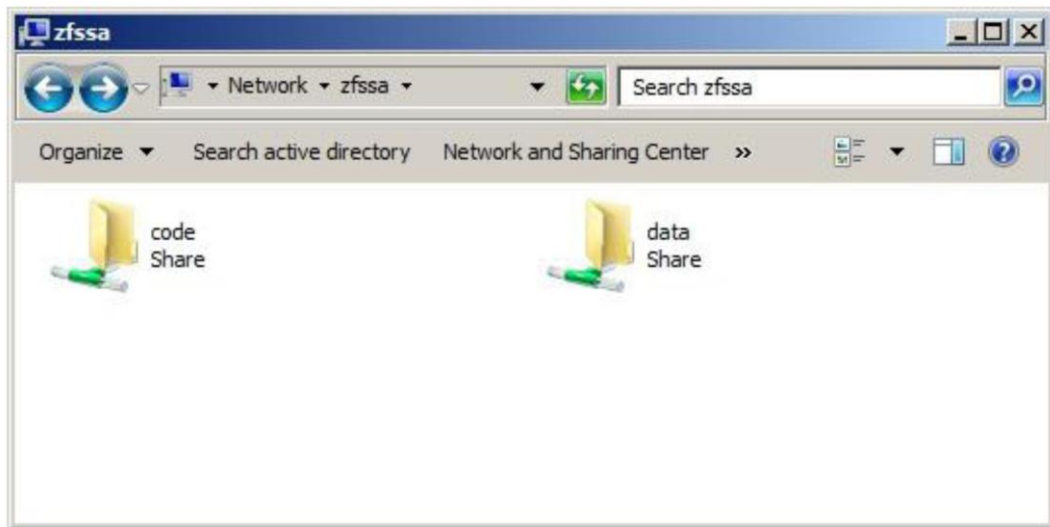 zfssa
Network zfssa
Search zfssa
Organize Search active directory Network and Sharing Center »
code
Share
data
Share